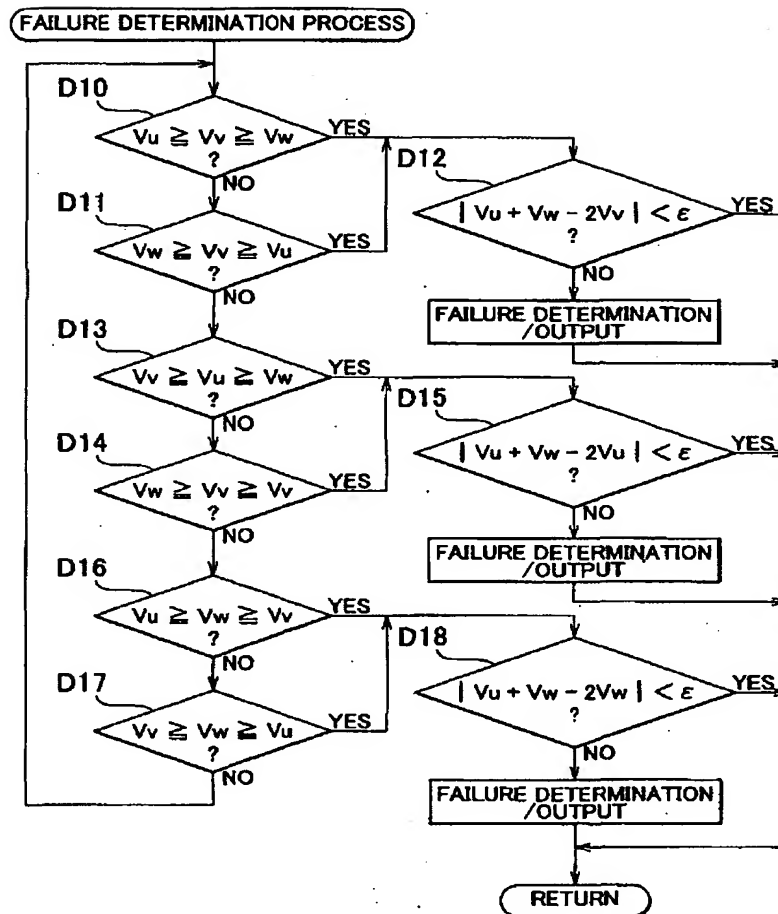 FAILURE DETERMINATION PROCESS
D10
Vu ≧ Vv ≧ Vw
?
YES
NO
D11
Vw ≧ Vv ≧ Vu
?
YES
NO
D12
| Vu + Vw - 2Vv | < ε
?
YES
NO
FAILURE DETERMINATION
/OUTPUT
D13
Vv ≧ Vu ≧ Vw
?
YES
NO
D14
Vw ≧ Vv ≧ Vv
?
YES
NO
D15
| Vu + Vw - 2Vu | < ε
?
YES
NO
FAILURE DETERMINATION
/OUTPUT
D16
Vu ≧ Vw ≦ Vv
?
YES
NO
D17
Vv ≧ Vw ≧ Vu
?
YES
NO
D18
| Vu + Vw - 2Vw | < ε
?
YES
NO
FAILURE DETERMINATION
/OUTPUT
RETURN